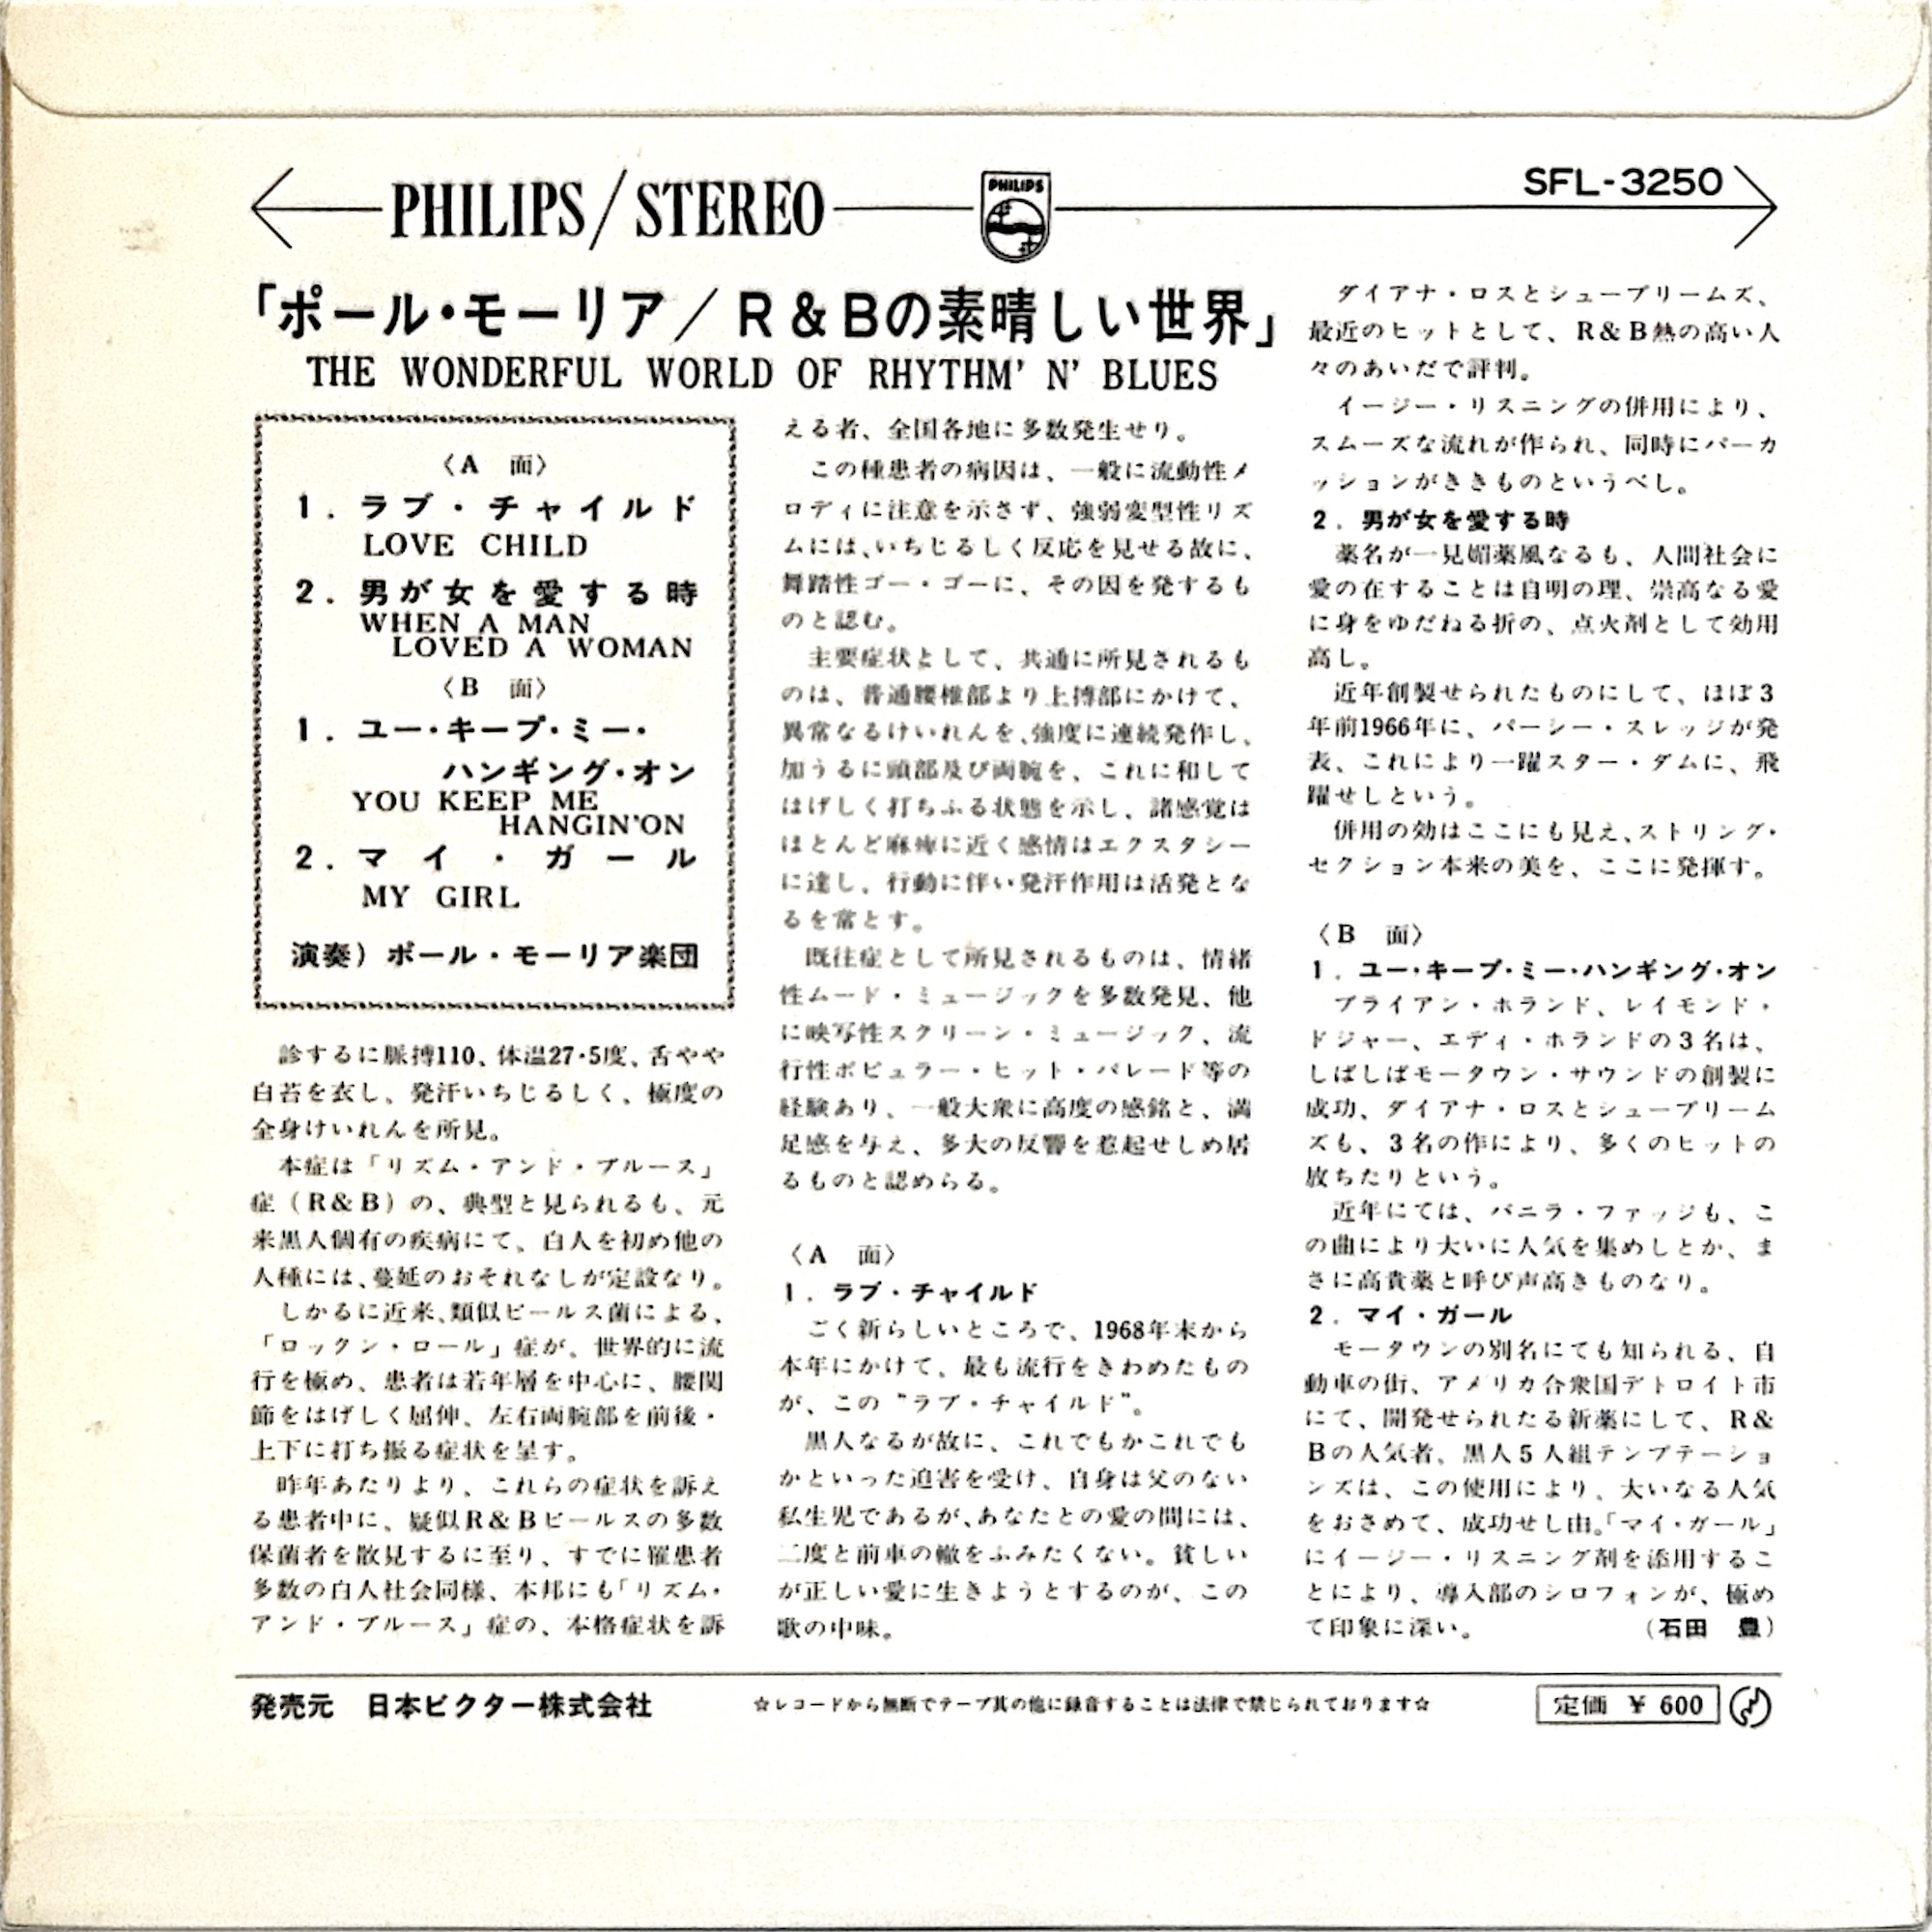 PHILIPS/STEREO
PHILIPS
SFL-3250
「ポール・モーリア／R＆Bの素晴しい世界」
THE WONDERFUL WORLD OF RHYTHM' N' BLUES
〈A 面〉
1．ラブ・チャイルド
LOVE CHILD
2．男が女を愛する時
WHEN A MAN
LOVED A WOMAN
〈B 面〉
1．ユー・キープ・ミー・
ハンギング・オン
YOU KEEP ME
HANGIN'ON
2．マイ・ガール
MY GIRL
演奏）ポール・モーリア楽団
診するに脈搏110、体温27・5度、舌やや
白苔を衣し、発汗いちじるしく、極度の
全身けいれんを所見。
本症は「リズム・アンド・ブルース」
症（R＆B）の、典型と見られるも、元
来黒人個有の疾病にて、白人を初め他の
人種には、蔓延のおそれなしが定設なり。
しかるに近来、類似ビールス菌による、
「ロックン・ロール」症が、世界的に流
行を極め、患者は若年層を中心に、腰関
節をはげしく屈伸、左右両腕部を前後・
上下に打ち振る症状を呈す。
昨年あたりより、これらの症状を訴え
る患者中に、疑似R＆Bビールスの多数
保菌者を散見するに至り、すでに罹患者
多数の白人社会同様、本邦にも「リズム・
アンド・ブルース」症の、本格症状を訴
える者、全国各地に多数発生せり。
この種患者の病因は、一般に流動性メ
ロディに注意を示さず、強弱変型性リズ
ムには、いちじるしく反応を見せる故に、
舞踏性ゴー・ゴーに、その因を発するも
のと認む。
主要症状として、共通に所見されるも
のは、普通腰椎部より上搏部にかけて、
異常なるけいれんを、強度に連続発作し、
加うるに頭部及び両腕を、これに和して
はげしく打ちふる状態を示し、諸感覚は
ほとんど麻痺に近く感情はエクスタシー
に達し、行動に伴い発汗作用は活発とな
るを常とす。
既往症として所見されるものは、情緒
性ムード・ミュージックを多数発見、他
に映写性スクリーン・ミュージック、流
行性ポピュラー・ヒット・パレード等の
経験あり、一般大衆に高度の感銘と、満
足感を与え、多大の反響を惹起せしめ居
るものと認めらる。
〈A 面〉
1．ラブ・チャイルド
ごく新らしいところで、1968年末から
本年にかけて、最も流行をきわめたもの
が、この“ラブ・チャイルド”。
黒人なるが故に、これでもかこれでも
かといった迫害を受け、自身は父のない
私生児であるが、あなたとの愛の間には、
二度と前車の轍をふみたくない。貧しい
が正しい愛に生きようとするのが、この
歌の中味。
ダイアナ・ロスとシュープリームズ、
最近のヒットとして、R＆B熱の高い人
々のあいだで評判。
イージー・リスニングの併用により、
スムーズな流れが作られ、同時にパーカ
ッションがききものというべし。
2．男が女を愛する時
薬名が一見媚薬風なるも、人間社会に
愛の在することは自明の理、崇高なる愛
に身をゆだねる折の、点火剤として効用
高し。
近年創製せられたものにして、ほぼ3
年前1966年に、パーシー・スレッジが発
表、これにより一躍スター・ダムに、飛
躍せしという。
併用の効はここにも見え、ストリング・
セクション本来の美を、ここに発揮す。
〈B 面〉
1．ユー・キープ・ミー・ハンギング・オン
ブライアン・ホランド、レイモンド・
ドジャー、エディ・ホランドの3名は、
しばしばモータウン・サウンドの創製に
成功、ダイアナ・ロスとシュープリーム
ズも、3名の作により、多くのヒットの
放ちたりという。
近年にては、バニラ・ファッジも、こ
の曲により大いに人気を集めしとか、ま
さに高貴薬と呼び声高きものなり。
2．マイ・ガール
モータウンの別名にても知られる、自
動車の街、アメリカ合衆国デトロイト市
にて、開発せられたる新薬にして、R＆
Bの人気者、黒人5人組テンプテーショ
ンズは、この使用により、大いなる人気
をおさめて、成功せし由。「マイ・ガール」
にイージー・リスニング剤を添用するこ
とにより、導入部のシロフォンが、極め
て印象に深い。 （石田 豊）
発売元 日本ビクター株式会社
☆レコードから無断でテープ其の他に録音することは法律で禁じられております☆
定価 ￥600